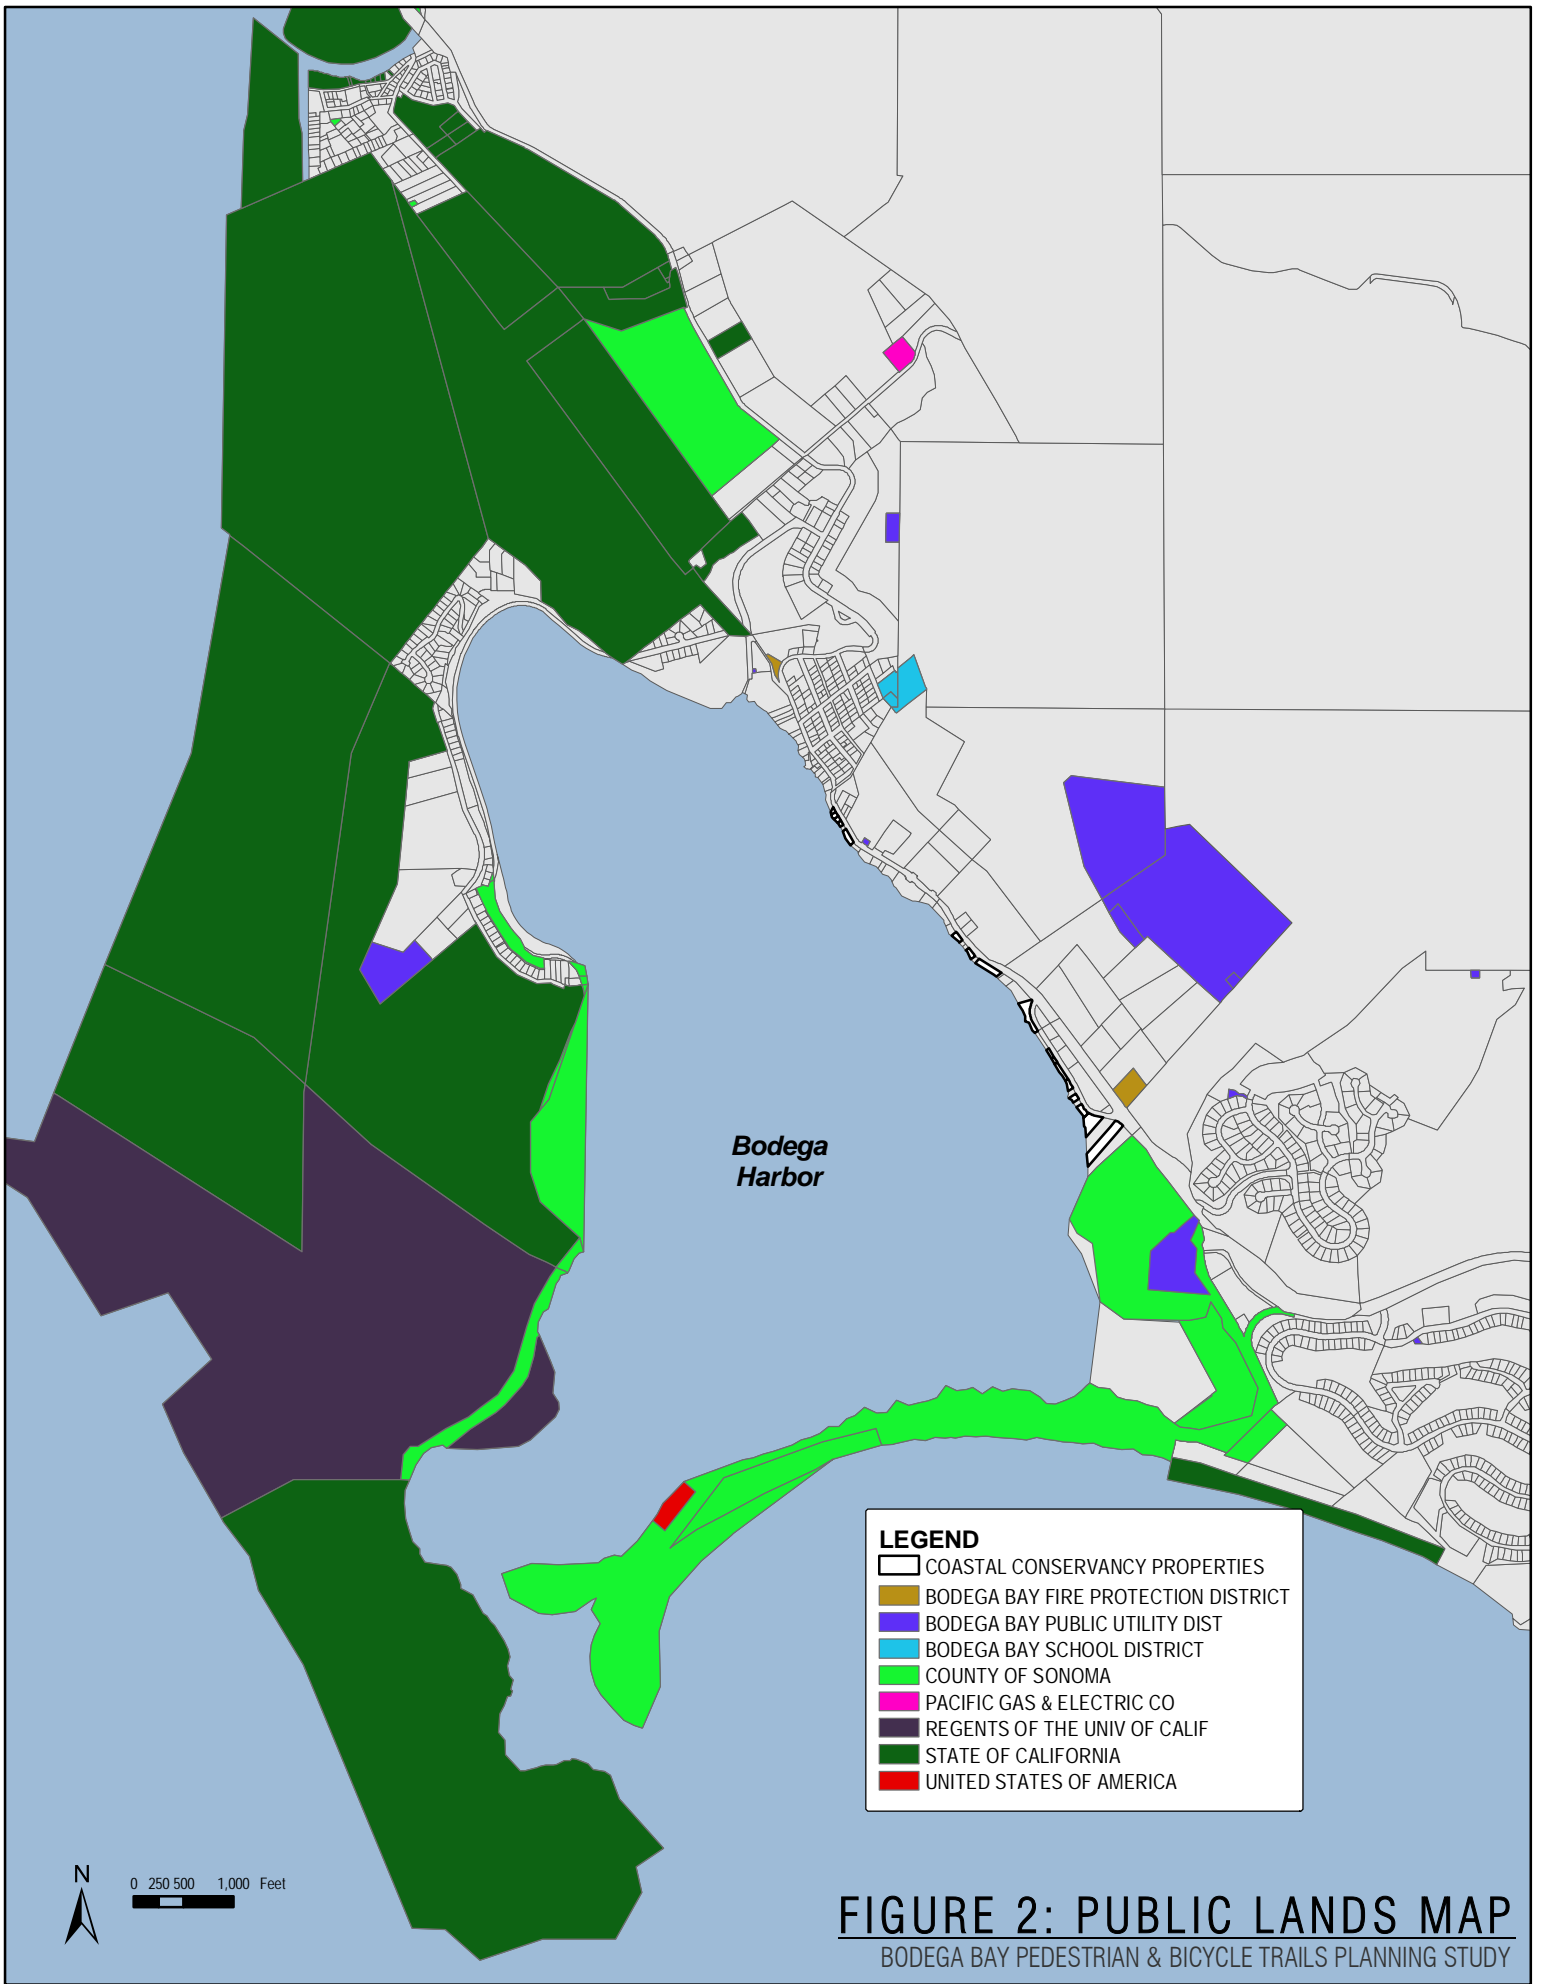 Bodega
Harbor
LEGEND
COASTAL CONSERVANCY PROPERTIES
BODEGA BAY FIRE PROTECTION DISTRICT
BODEGA BAY PUBLIC UTILITY DIST
BODEGA BAY SCHOOL DISTRICT
COUNTY OF SONOMA
PACIFIC GAS & ELECTRIC CO
REGENTS OF THE UNIV OF CALIF
STATE OF CALIFORNIA
UNITED STATES OF AMERICA
N
0 250 500 1,000 Feet
FIGURE 2: PUBLIC LANDS MAP
BODEGA BAY PEDESTRIAN & BICYCLE TRAILS PLANNING STUDY